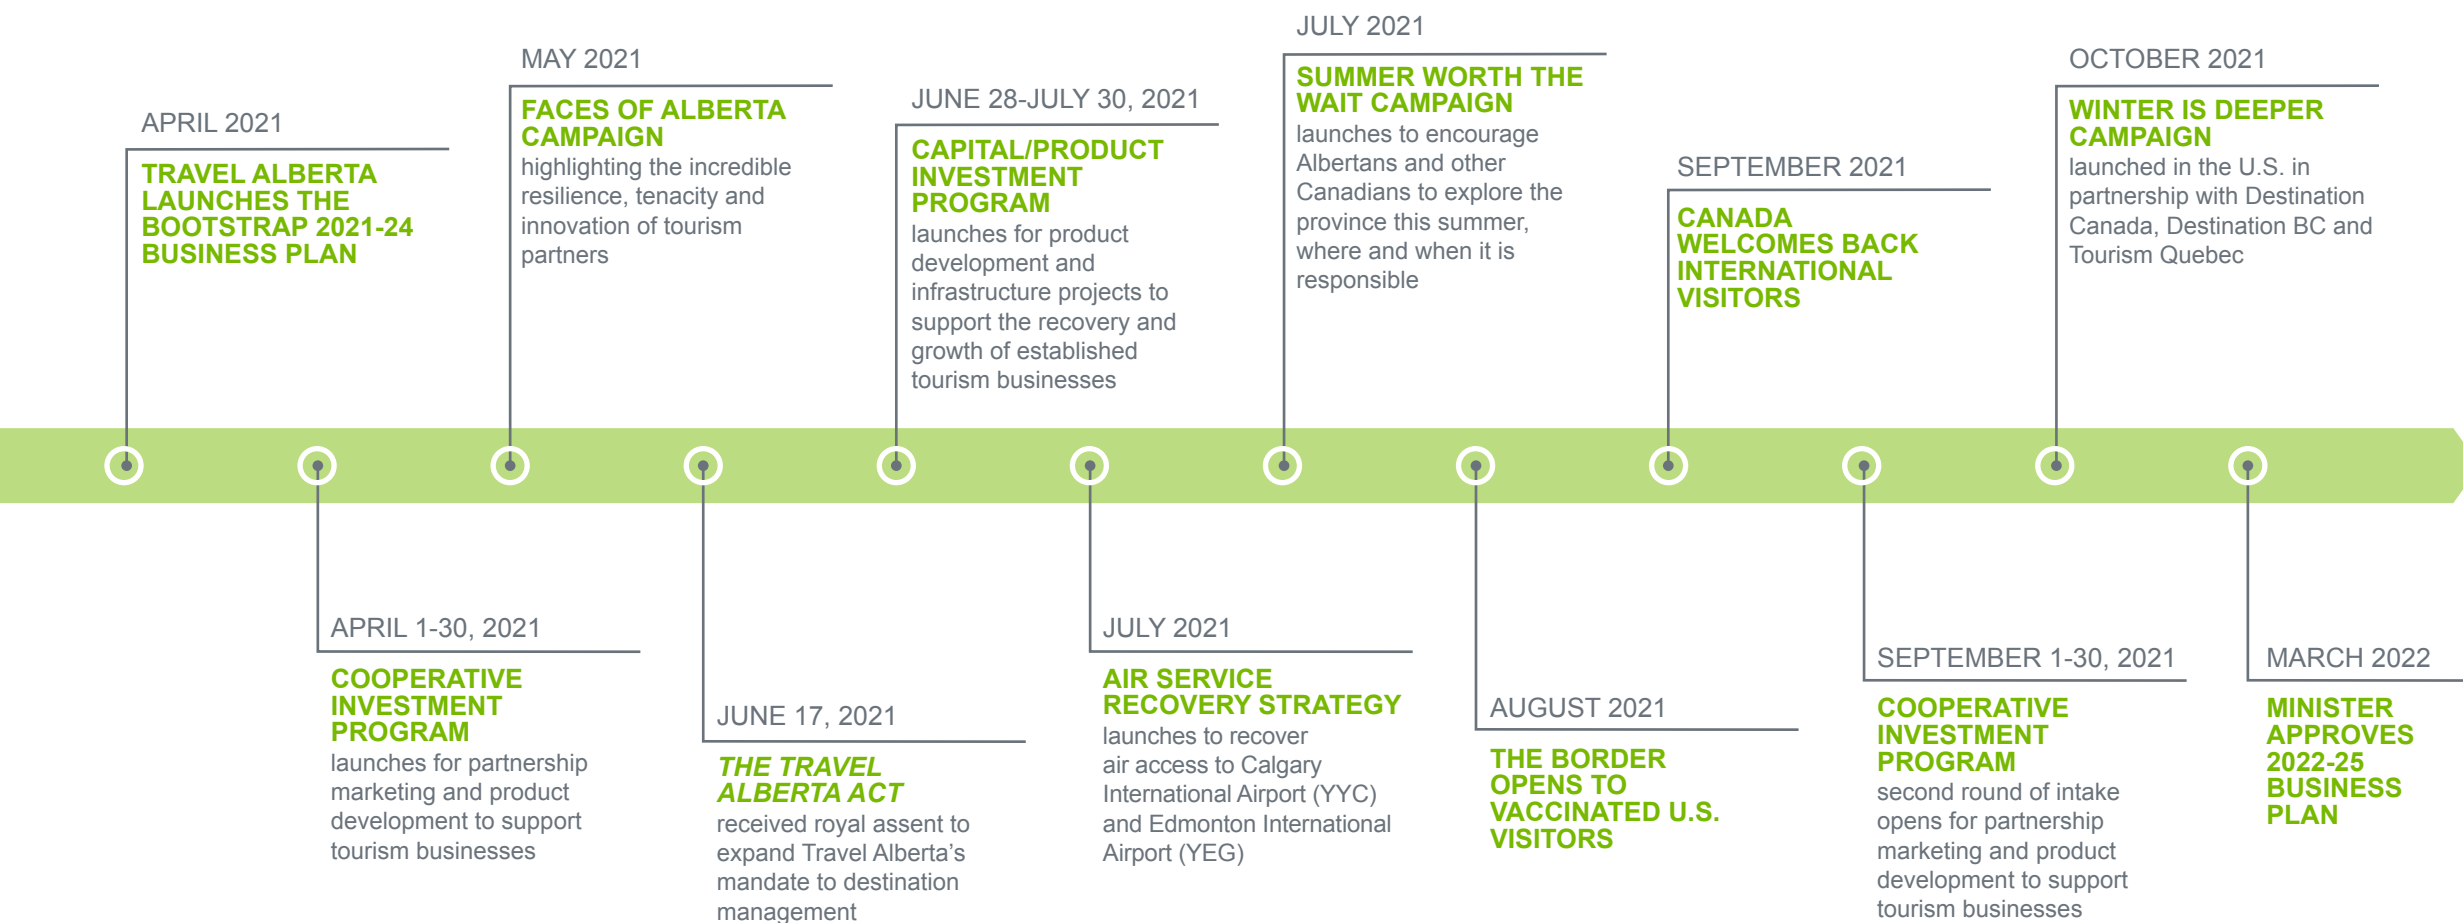 APRIL 2021
TRAVEL ALBERTA
LAUNCHES THE
BOOTSTRAP 2021-24
BUSINESS PLAN
APRIL 1-30, 2021
COOPERATIVE
INVESTMENT
PROGRAM
launches for partnership
marketing and product
development to support
tourism businesses
MAY 2021
FACES OF ALBERTA
CAMPAIGN
highlighting the incredible
resilience, tenacity and
innovation of tourism
partners
JUNE 17, 2021
THE TRAVEL
ALBERTA ACT
received royal assent to
expand Travel Alberta’s
mandate to destination
management
JUNE 28-JULY 30, 2021
CAPITAL/PRODUCT
INVESTMENT
PROGRAM
launches for product
development and
infrastructure projects to
support the recovery and
growth of established
tourism businesses
JULY 2021
AIR SERVICE
RECOVERY STRATEGY
launches to recover
air access to Calgary
International Airport (YYC)
and Edmonton International
Airport (YEG)
JULY 2021
SUMMER WORTH THE
WAIT CAMPAIGN
launches to encourage
Albertans and other
Canadians to explore the
province this summer,
where and when it is
responsible
AUGUST 2021
THE BORDER
OPENS TO
VACCINATED U.S.
VISITORS
SEPTEMBER 2021
CANADA
WELCOMES BACK
INTERNATIONAL
VISITORS
SEPTEMBER 1-30, 2021
COOPERATIVE
INVESTMENT
PROGRAM
second round of intake
opens for partnership
marketing and product
development to support
tourism businesses
OCTOBER 2021
WINTER IS DEEPER
CAMPAIGN
launched in the U.S. in
partnership with Destination
Canada, Destination BC and
Tourism Quebec
MARCH 2022
MINISTER
APPROVES
2022-25
BUSINESS
PLAN